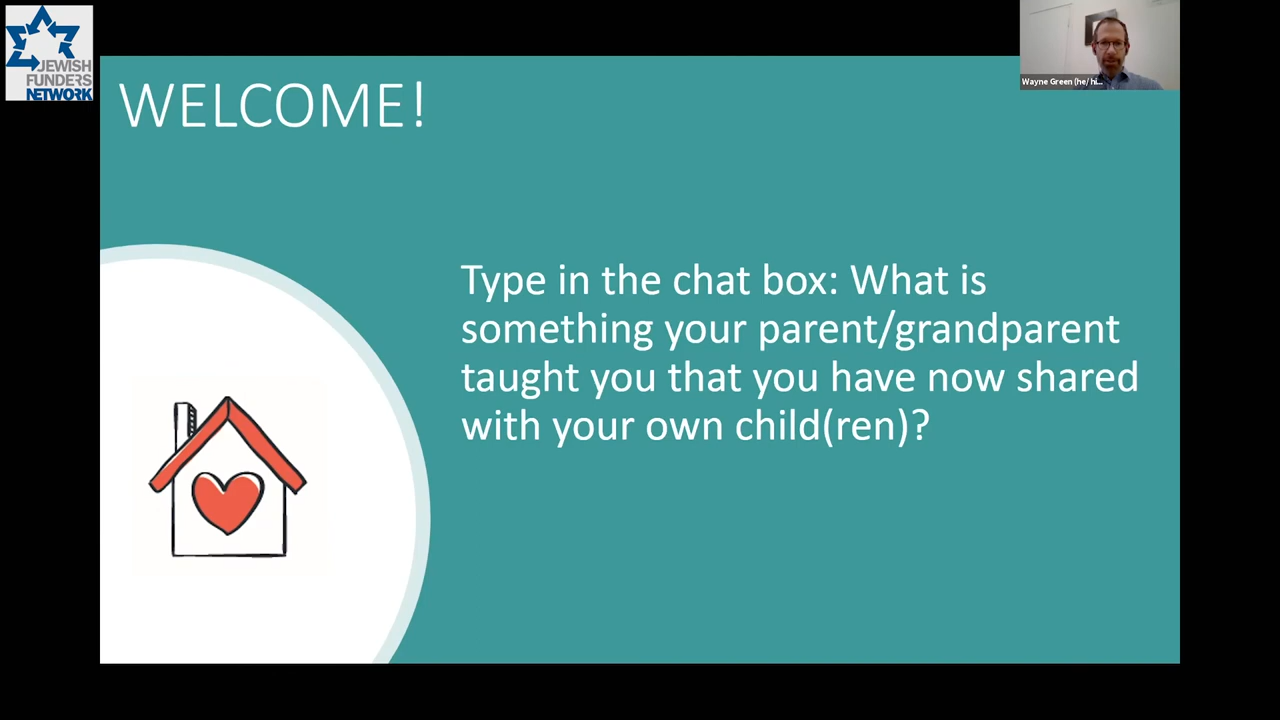 JEWISH
FUNDERS
NETWORK
WELCOME!
Wayne Green (he/ hi...
Type in the chat box: What is
something your parent/grandparent
taught you that you have now shared
with your own child(ren)?